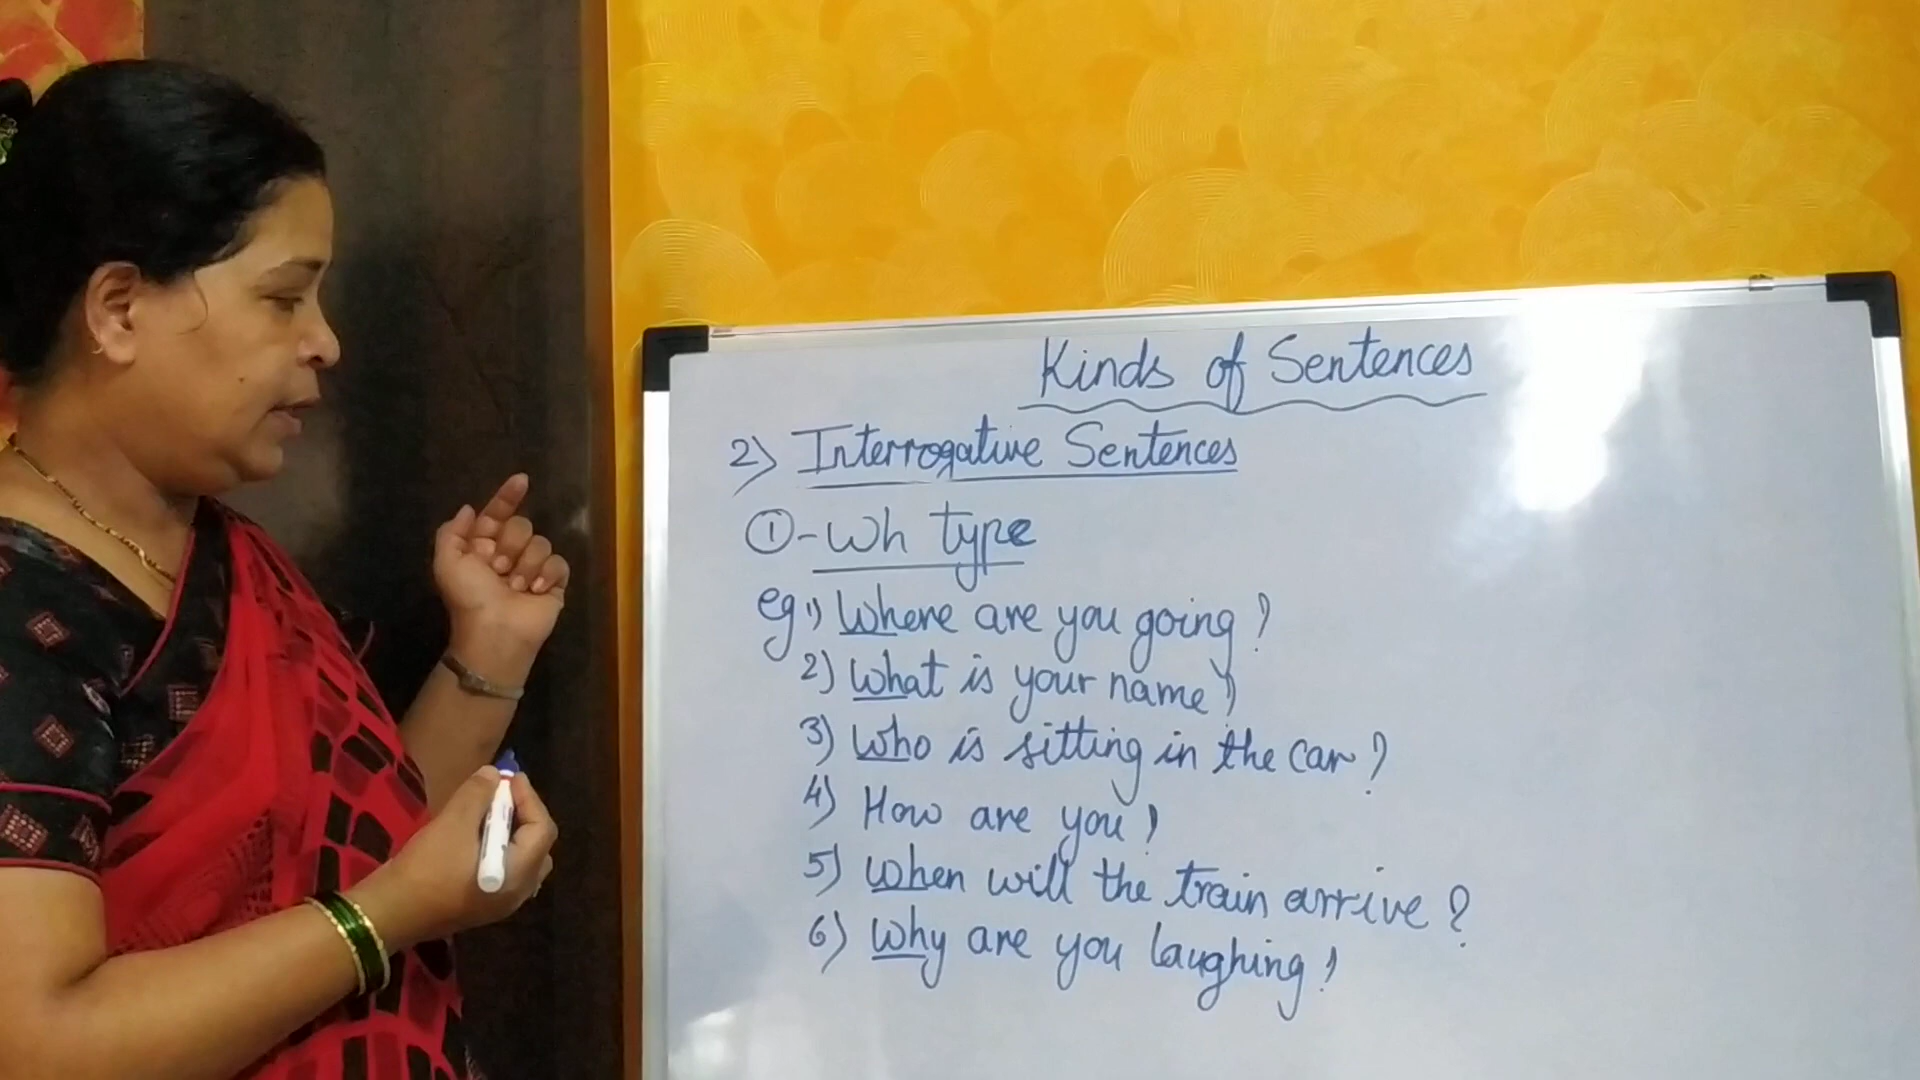 Kinds of Sentences
2) Interrogative Sentences
①-Wh type
eg 1) Where are you going?
2) What is your name?
3) Who is sitting in the car?
4) How are you?
5) When will the train arrive?
6) Why are you laughing?